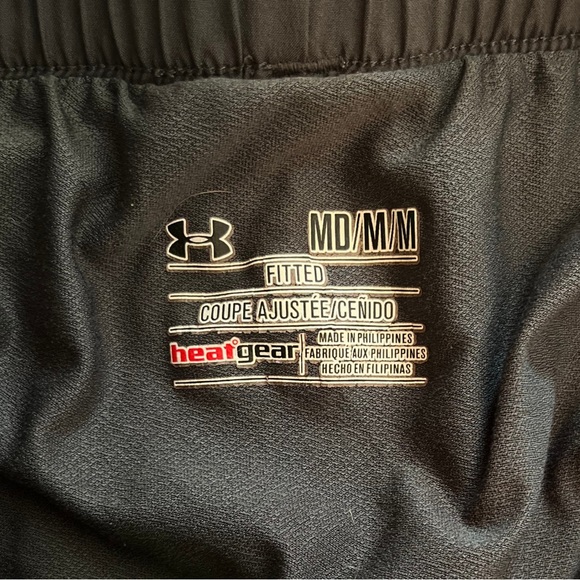 MD/M/M
FITTED
COUPE AJUSTÉE/CEÑIDO
heatgear
MADE IN PHILIPPINES
FABRIQUÉ AUX PHILIPPINES
HECHO EN FILIPINAS